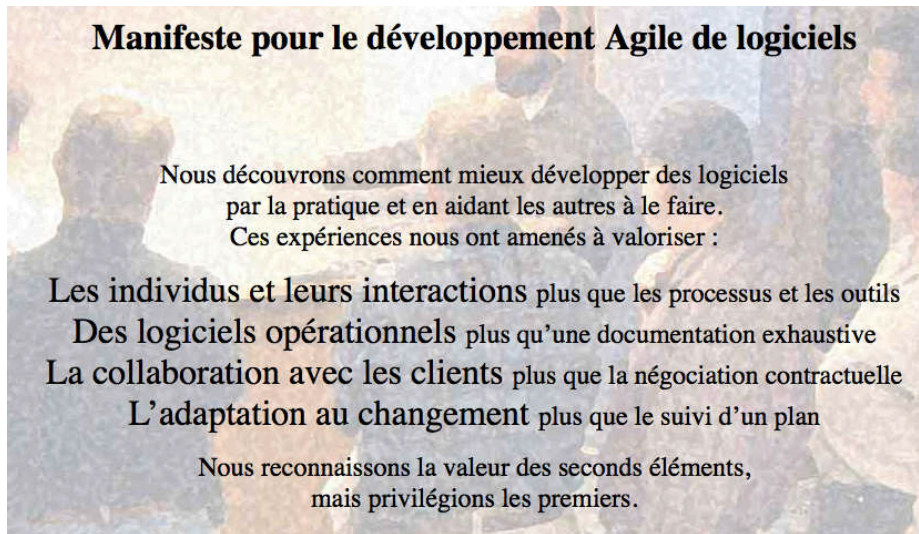 Manifeste pour le développement Agile de logiciels
Nous découvrons comment mieux développer des logiciels
par la pratique et en aidant les autres à le faire.
Ces expériences nous ont amenés à valoriser :
Les individus et leurs interactions plus que les processus et les outils
Des logiciels opérationnels plus qu’une documentation exhaustive
La collaboration avec les clients plus que la négociation contractuelle
L’adaptation au changement plus que le suivi d’un plan
Nous reconnaissons la valeur des seconds éléments,
mais privilégions les premiers.